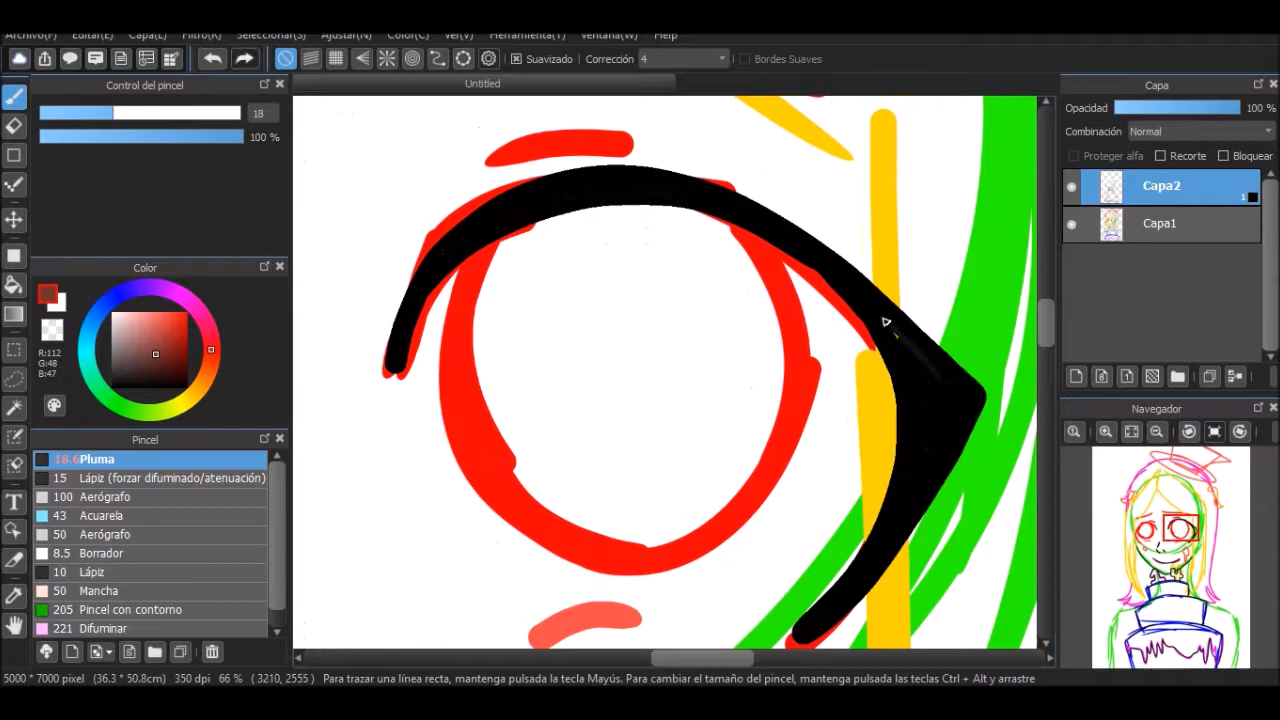 Archivo(F) Editar(E) Capa(L) Filtro(R) Seleccionar(S) Ajustar(N) Color(C) Ver(V) Herramienta(T) Ventana(W) Help
Suavizado Corrección 4 Bordes Suaves
Control del pincel
18
100 %
Color
R:112
G:48
B:47
Pincel
18.6 Pluma
15 Lápiz (forzar difuminado/atenuación)
100 Aerógrafo
43 Acuarela
50 Aerógrafo
8.5 Borrador
10 Lápiz
50 Mancha
205 Pincel con contorno
221 Difuminar
Untitled
Capa
Opacidad 100 %
Combinación Normal
Proteger alfa Recorte Bloquear
Capa2
1
Capa1
Navegador
5000 * 7000 pixel (36.3 * 50.8cm) 350 dpi 66 % ( 3210, 2555 ) Para trazar una línea recta, mantenga pulsada la tecla Mayús. Para cambiar el tamaño del pincel, mantenga pulsadas las teclas Ctrl + Alt y arrastre